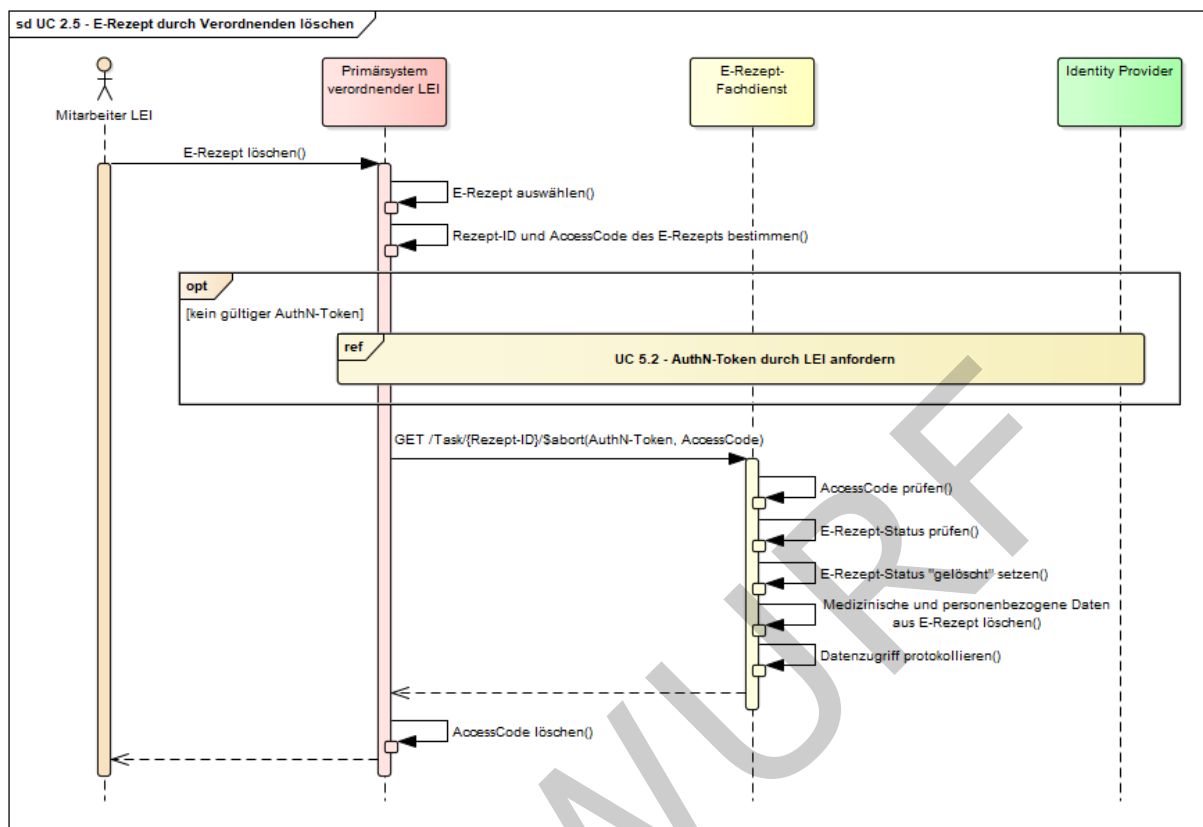 sd UC 2.5 - E-Rezept durch Verordnenden löschen
Mitarbeiter LEI
Primärsystem
verordnender LEI
E-Rezept-
Fachdienst
Identity Provider
E-Rezept löschen()
E-Rezept auswählen()
Rezept-ID und AccessCode des E-Rezepts bestimmen()
opt
[kein gültiger AuthN-Token]
ref
UC 5.2 - AuthN-Token durch LEI anfordern
GET /Task/{Rezept-ID}/$abort(AuthN-Token, AccessCode)
AccessCode prüfen()
E-Rezept-Status prüfen()
E-Rezept-Status "gelöscht" setzen()
Medizinische und personenbezogene Daten
aus E-Rezept löschen()
Datenzugriff protokollieren()
AccessCode löschen()
WURF